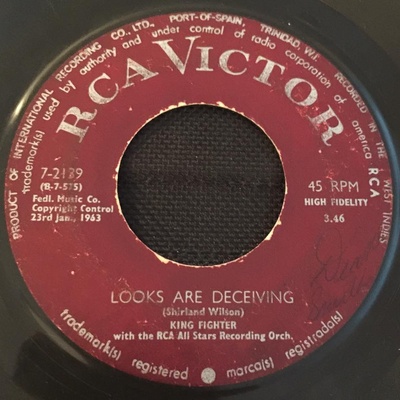 PRODUCT OF INTERNATIONAL RECORDING CO., LTD., PORT-OF-SPAIN, TRINIDAD, W.I. RECORDED IN THE WEST INDIES
trademark(s) used by authority and under control of radio corporation of america RCA
RCA VICTOR
7-2139
(B-7-575)
Fedl. Music Co.
Copyright Control
23rd Jan., 1963
45 RPM
HIGH FIDELITY
3.46
LOOKS ARE DECEIVING
(Shirland Wilson)
KING FIGHTER
with the RCA All Stars Recording Orch.
trademark(s) registered marca(s) registrada(s)